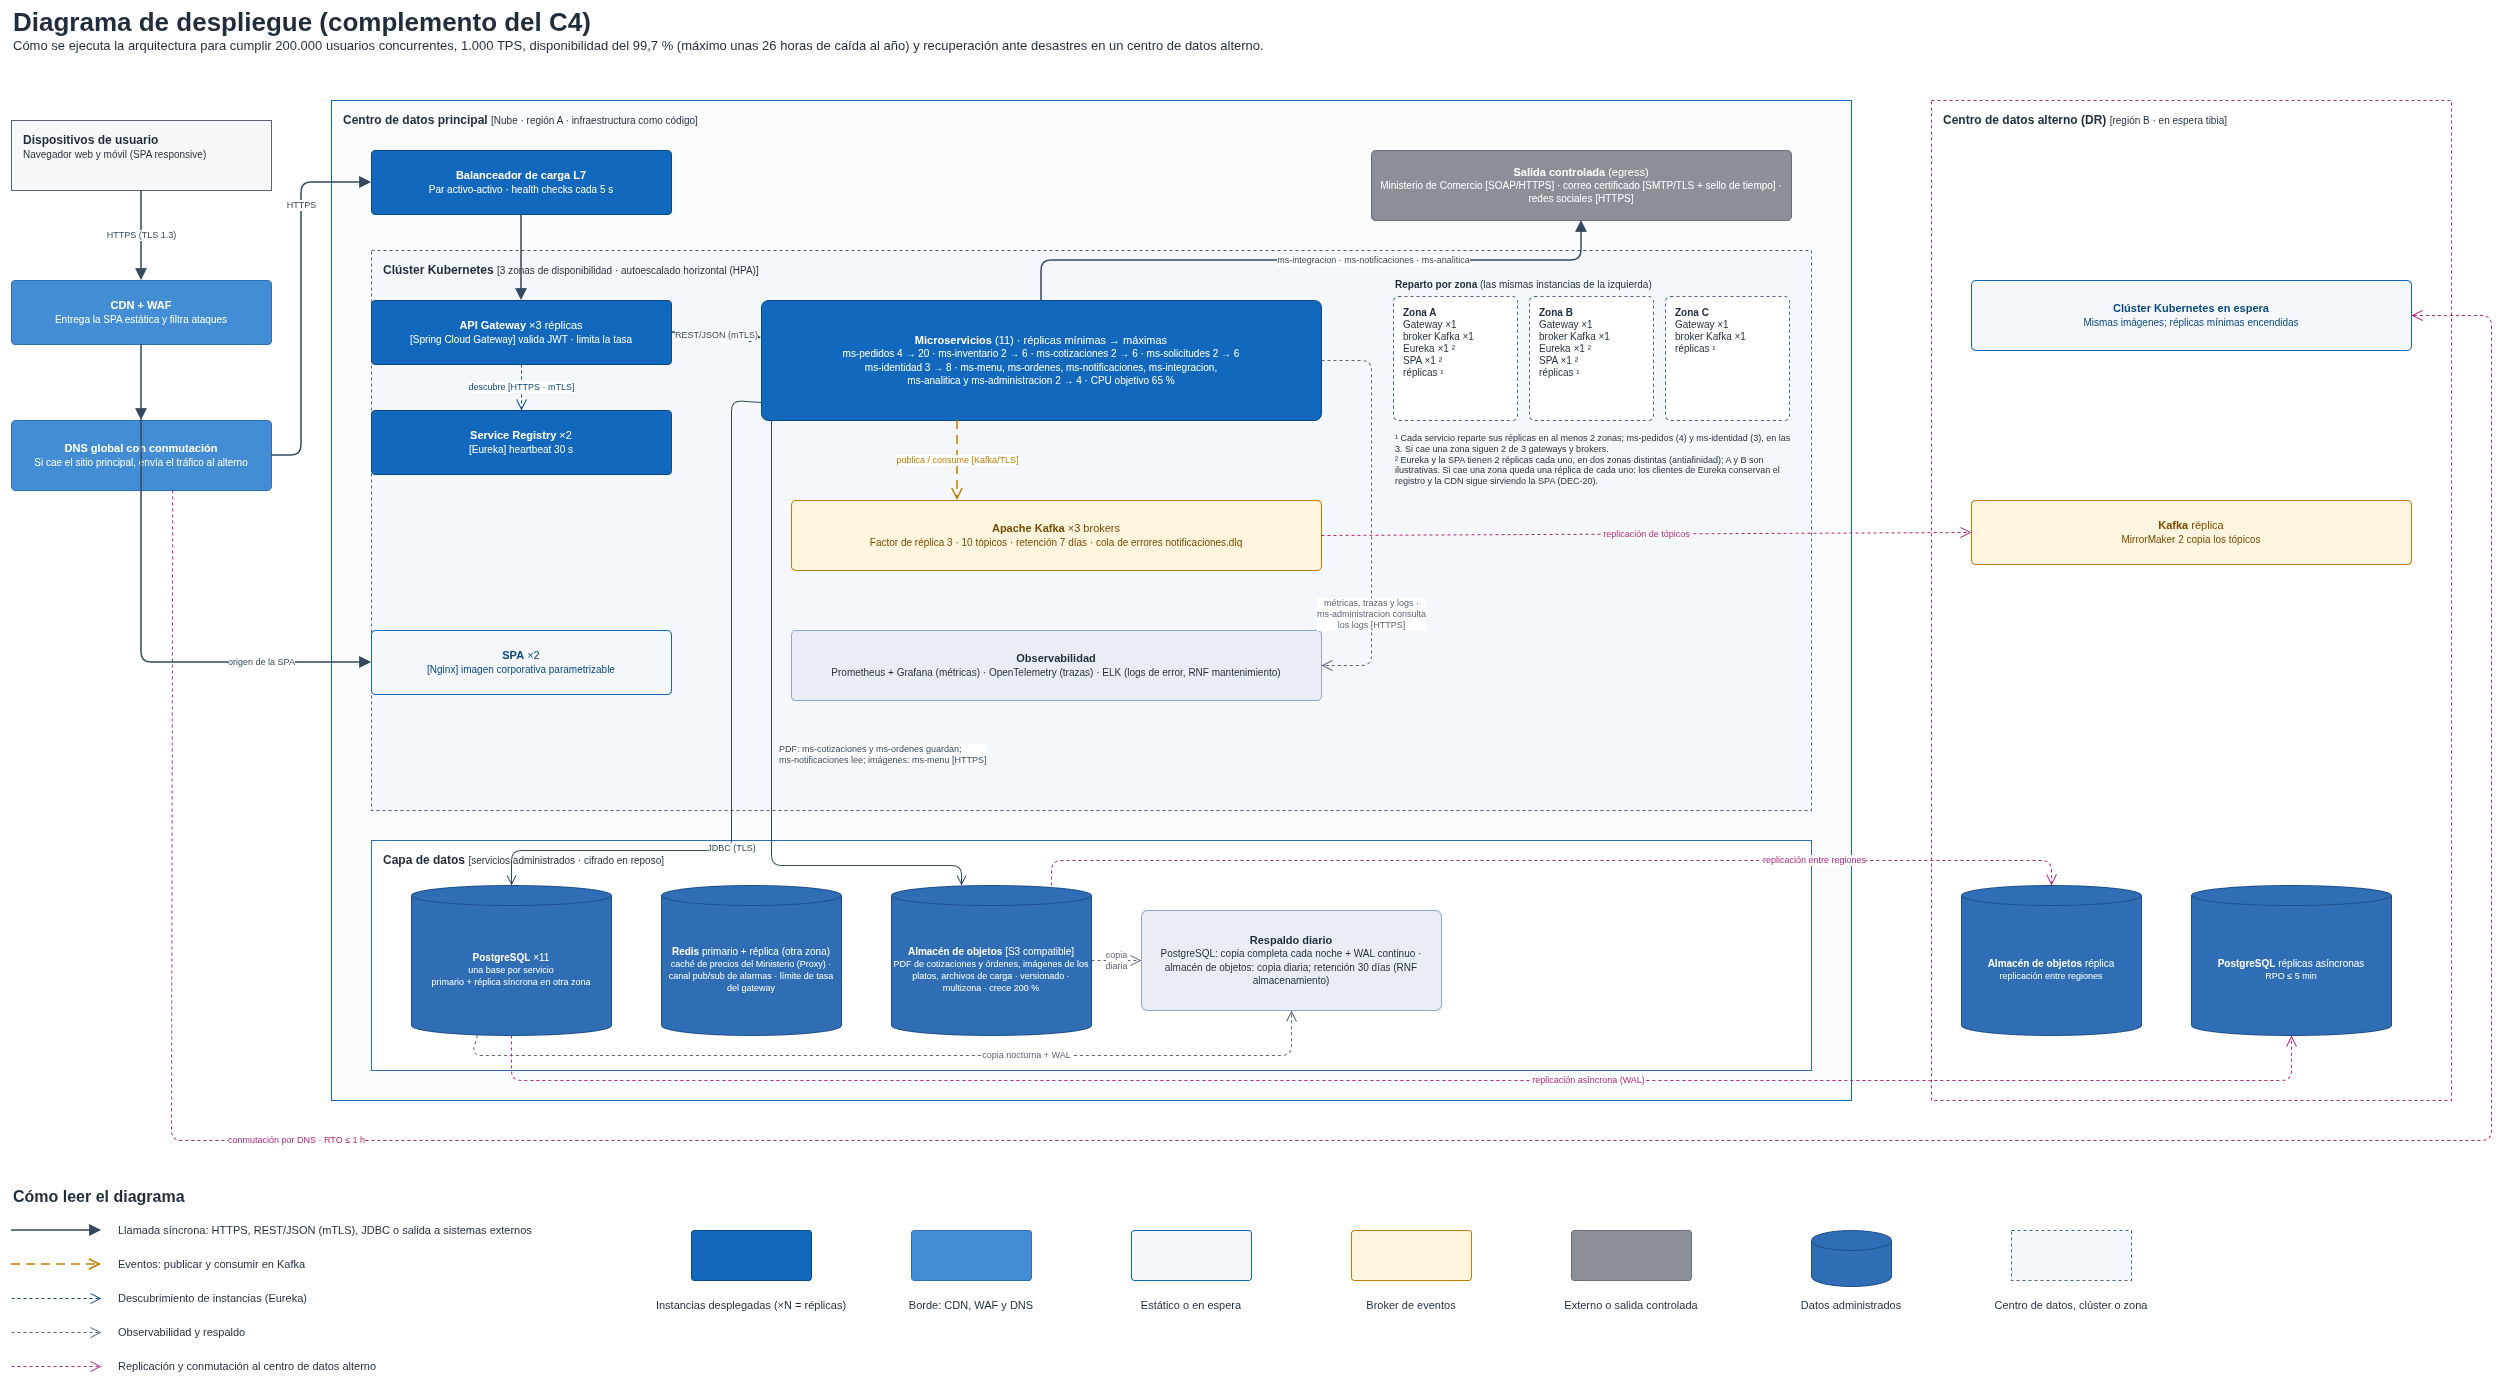 Diagrama de despliegue (complemento del C4)
Cómo se ejecuta la arquitectura para cumplir 200.000 usuarios concurrentes, 1.000 TPS, disponibilidad del 99,7 % (máximo unas 26 horas de caída al año) y recuperación ante desastres en un centro de datos alterno.
Dispositivos de usuario
Navegador web y móvil (SPA responsive)
HTTPS (TLS 1.3)
HTTPS
CDN + WAF
Entrega la SPA estática y filtra ataques
DNS global con conmutación
Si cae el sitio principal, envía el tráfico al alterno
origen de la SPA
Centro de datos principal [Nube · región A · infraestructura como código]
Balanceador de carga L7
Par activo-activo · health checks cada 5 s
Salida controlada (egress)
Ministerio de Comercio [SOAP/HTTPS] · correo certificado [SMTP/TLS + sello de tiempo] ·
redes sociales [HTTPS]
Clúster Kubernetes [3 zonas de disponibilidad · autoescalado horizontal (HPA)]
ms-integracion · ms-notificaciones · ms-analitica
API Gateway ×3 réplicas
[Spring Cloud Gateway] valida JWT · limita la tasa
REST/JSON (mTLS)
descubre [HTTPS · mTLS]
Service Registry ×2
[Eureka] heartbeat 30 s
Microservicios (11) · réplicas mínimas → máximas
ms-pedidos 4 → 20 · ms-inventario 2 → 6 · ms-cotizaciones 2 → 6 · ms-solicitudes 2 → 6
ms-identidad 3 → 8 · ms-menu, ms-ordenes, ms-notificaciones, ms-integracion,
ms-analitica y ms-administracion 2 → 4 · CPU objetivo 65 %
Reparto por zona (las mismas instancias de la izquierda)
Zona A
Gateway ×1
broker Kafka ×1
Eureka ×1 ²
SPA ×1 ²
réplicas ¹
Zona B
Gateway ×1
broker Kafka ×1
Eureka ×1 ²
SPA ×1 ²
réplicas ¹
Zona C
Gateway ×1
broker Kafka ×1
réplicas ¹
¹ Cada servicio reparte sus réplicas en al menos 2 zonas; ms-pedidos (4) y ms-identidad (3), en las
3. Si cae una zona siguen 2 de 3 gateways y brokers.
² Eureka y la SPA tienen 2 réplicas cada uno, en dos zonas distintas (antiafinidad); A y B son
ilustrativas. Si cae una zona queda una réplica de cada uno: los clientes de Eureka conservan el
registro y la CDN sigue sirviendo la SPA (DEC-20).
publica / consume [Kafka/TLS]
Apache Kafka ×3 brokers
Factor de réplica 3 · 10 tópicos · retención 7 días · cola de errores notificaciones.dlq
replicación de tópicos
métricas, trazas y logs ·
ms-administracion consulta
los logs [HTTPS]
SPA ×2
[Nginx] imagen corporativa parametrizable
Observabilidad
Prometheus + Grafana (métricas) · OpenTelemetry (trazas) · ELK (logs de error, RNF mantenimiento)
PDF: ms-cotizaciones y ms-ordenes guardan;
ms-notificaciones lee; imágenes: ms-menu [HTTPS]
JDBC (TLS)
Capa de datos [servicios administrados · cifrado en reposo]
replicación entre regiones
PostgreSQL ×11
una base por servicio
primario + réplica síncrona en otra zona
Redis primario + réplica (otra zona)
caché de precios del Ministerio (Proxy) ·
canal pub/sub de alarmas · límite de tasa
del gateway
Almacén de objetos [S3 compatible]
PDF de cotizaciones y órdenes, imágenes de los
platos, archivos de carga · versionado ·
multizona · crece 200 %
copia
diaria
Respaldo diario
PostgreSQL: copia completa cada noche + WAL continuo ·
almacén de objetos: copia diaria; retención 30 días (RNF
almacenamiento)
copia nocturna + WAL
replicación asíncrona (WAL)
conmutación por DNS · RTO ≤ 1 h
Centro de datos alterno (DR) [región B · en espera tibia]
Clúster Kubernetes en espera
Mismas imágenes; réplicas mínimas encendidas
Kafka réplica
MirrorMaker 2 copia los tópicos
Almacén de objetos réplica
replicación entre regiones
PostgreSQL réplicas asíncronas
RPO ≤ 5 min
Cómo leer el diagrama
Llamada síncrona: HTTPS, REST/JSON (mTLS), JDBC o salida a sistemas externos
Eventos: publicar y consumir en Kafka
Descubrimiento de instancias (Eureka)
Observabilidad y respaldo
Replicación y conmutación al centro de datos alterno
Instancias desplegadas (×N = réplicas)
Borde: CDN, WAF y DNS
Estático o en espera
Broker de eventos
Externo o salida controlada
Datos administrados
Centro de datos, clúster o zona